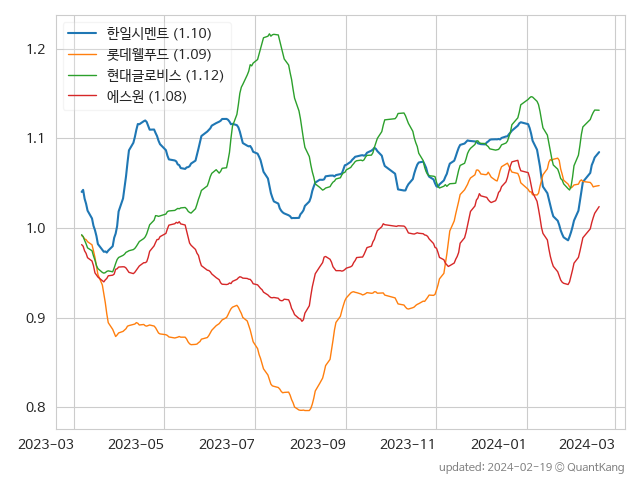 한일시멘트 (1.10)
롯데웰푸드 (1.09)
현대글로비스 (1.12)
에스원 (1.08)
1.2
1.1
1.0
0.9
0.8
2023-03 2023-05 2023-07 2023-09 2023-11 2024-01 2024-03
updated: 2024-02-19 © QuantKang